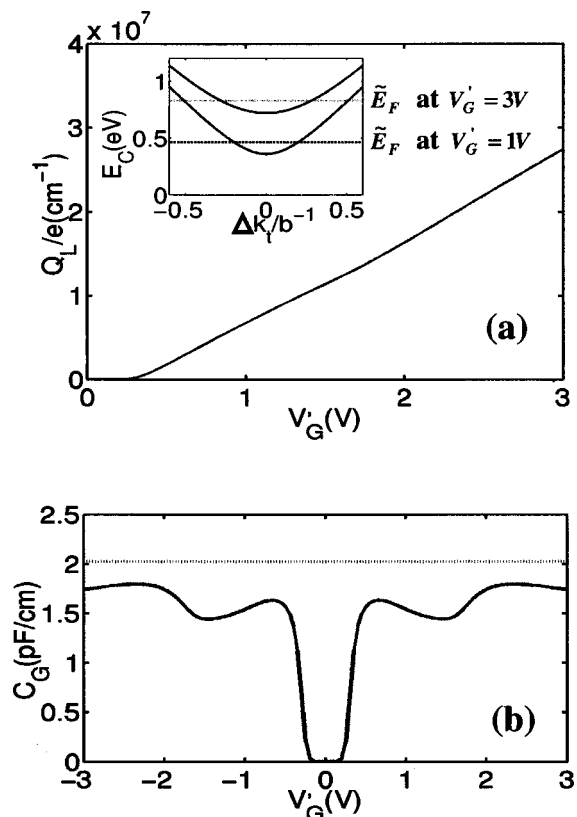 × 10⁷
4
3
2
1
0
Q_L/e(cm⁻¹)
1
0.5
0
E_C(eV)
−0.5 0 0.5
Δk_t/b⁻¹
Ẽ_F at V'_G = 3V
Ẽ_F at V'_G = 1V
(a)
0 1 2 3
V'_G(V)
2.5
2
1.5
1
0.5
0
C_G(pF/cm)
(b)
−3 −2 −1 0 1 2 3
V'_G(V)